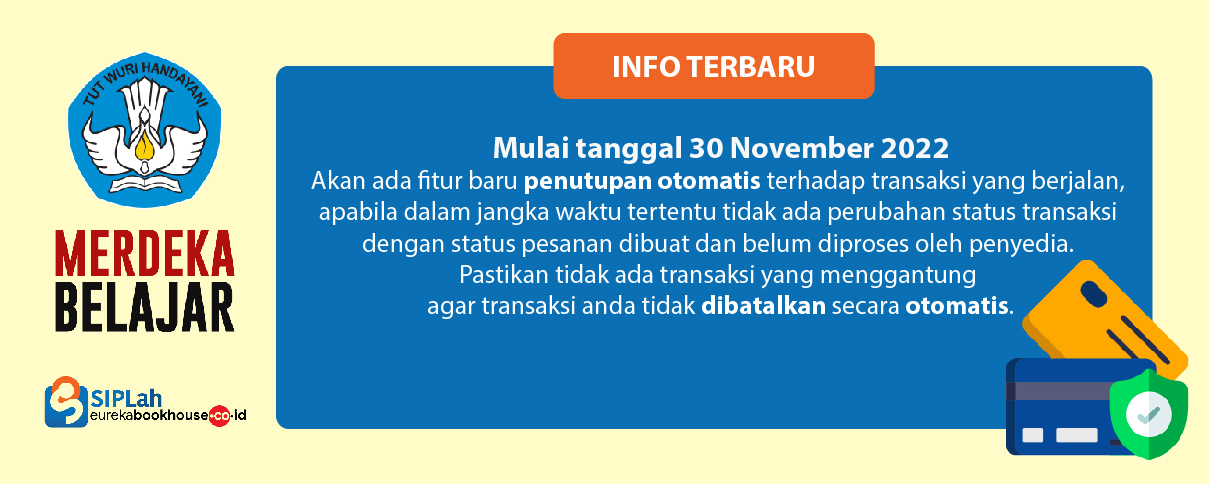 TUT WURI HANDAYANI
MERDEKA
BELAJAR
SIPLah
eurekabookhouse.co.id
INFO TERBARU
Mulai tanggal 30 November 2022
Akan ada fitur baru penutupan otomatis terhadap transaksi yang berjalan,
apabila dalam jangka waktu tertentu tidak ada perubahan status transaksi
dengan status pesanan dibuat dan belum diproses oleh penyedia.
Pastikan tidak ada transaksi yang menggantung
agar transaksi anda tidak dibatalkan secara otomatis.